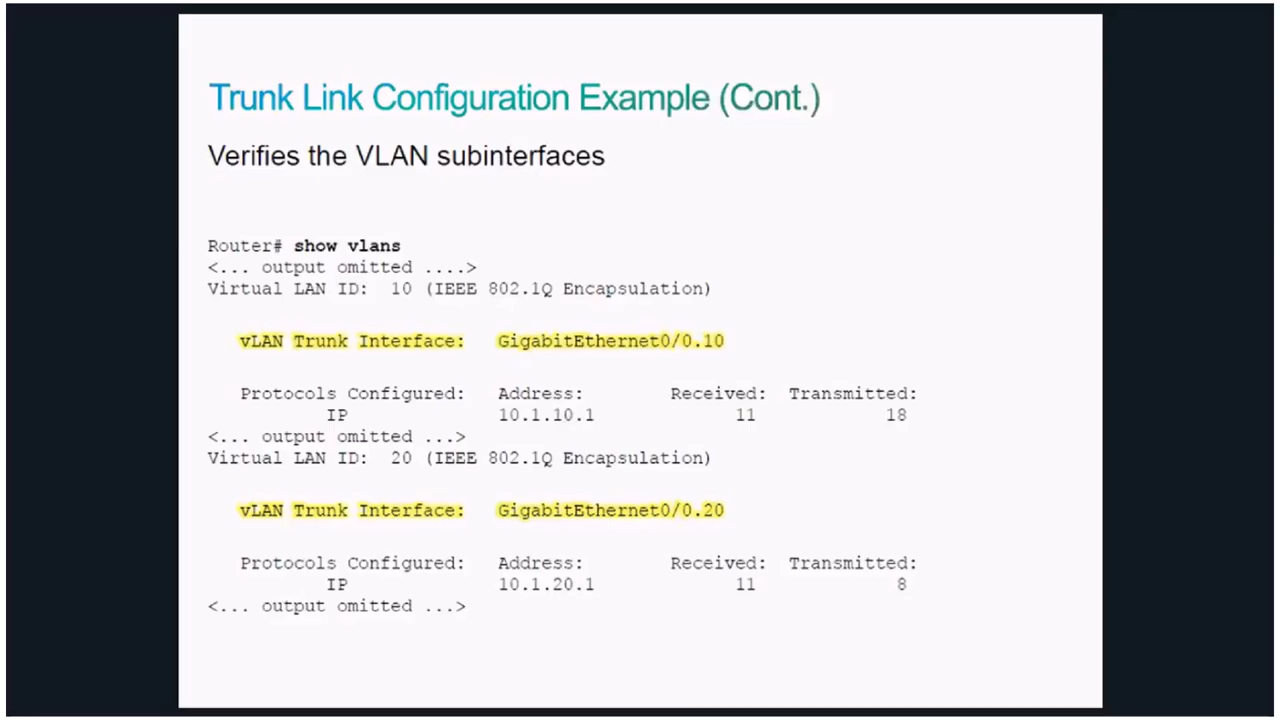 Trunk Link Configuration Example (Cont.)
Verifies the VLAN subinterfaces
Router# show vlans
<... output omitted ....>
Virtual LAN ID: 10 (IEEE 802.1Q Encapsulation)
vLAN Trunk Interface: GigabitEthernet0/0.10
Protocols Configured: Address: Received: Transmitted:
IP 10.1.10.1 11 18
<... output omitted ...>
Virtual LAN ID: 20 (IEEE 802.1Q Encapsulation)
vLAN Trunk Interface: GigabitEthernet0/0.20
Protocols Configured: Address: Received: Transmitted:
IP 10.1.20.1 11 8
<... output omitted ...>